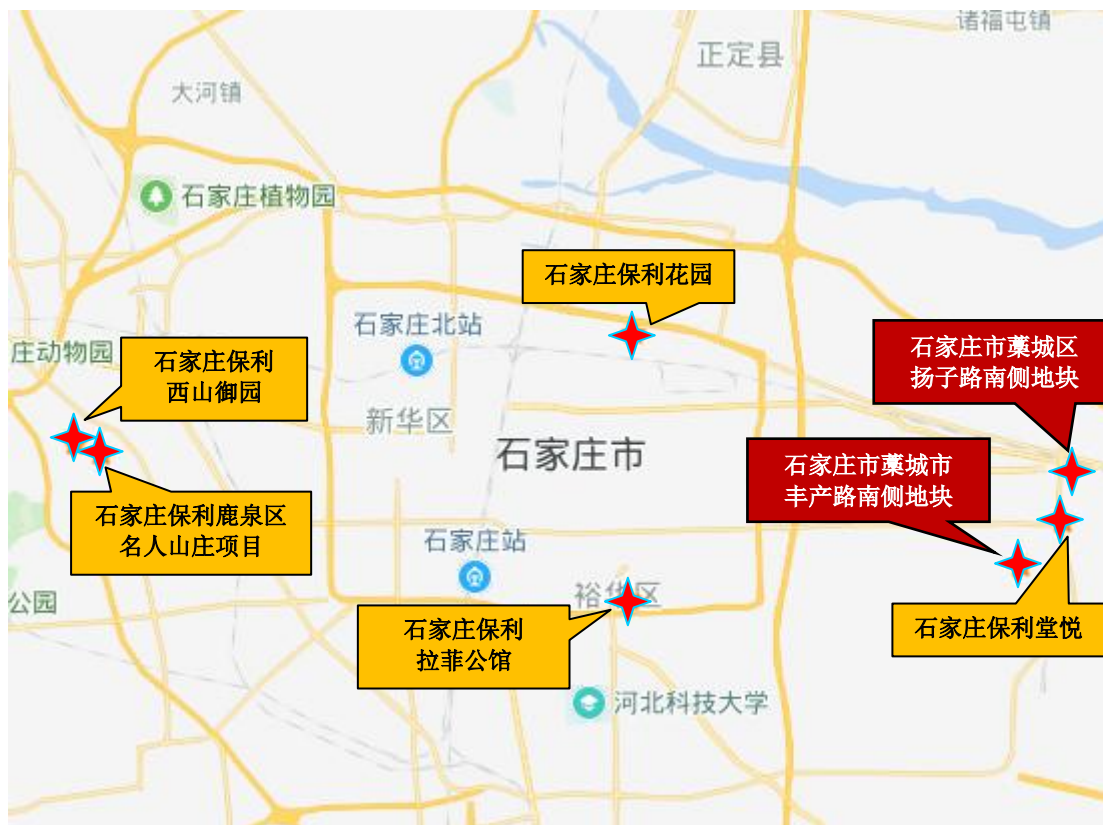 诸福屯镇
正定县
大河镇
石家庄植物园
石家庄保利花园
石家庄北站
庄动物园
石家庄保利
西山御园
石家庄市藁城区
扬子路南侧地块
新华区
石家庄市
石家庄市藁城市
丰产路南侧地块
石家庄保利鹿泉区
名人山庄项目
石家庄站
公园
裕华区
石家庄保利
拉菲公馆
石家庄保利堂悦
河北科技大学